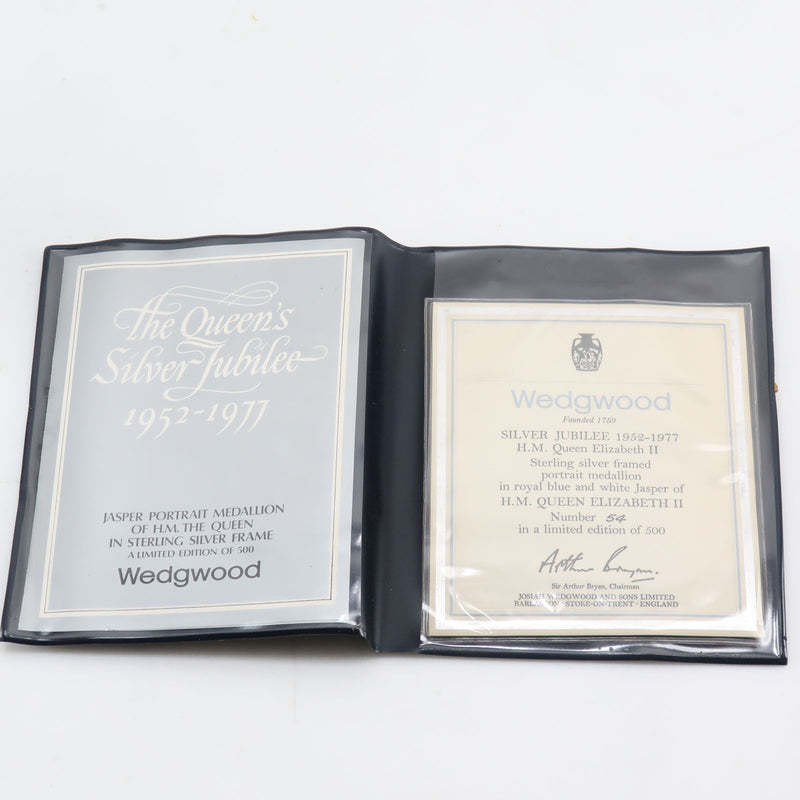 The Queen's
Silver Jubilee
1952-1977
JASPER PORTRAIT MEDALLION
OF H.M. THE QUEEN
IN STERLING SILVER FRAME
A LIMITED EDITION OF 500
Wedgwood
Wedgwood
Founded 1759
SILVER JUBILEE 1952-1977
H.M. Queen Elizabeth II
Sterling silver framed
portrait medallion
in royal blue and white Jasper of
H.M. QUEEN ELIZABETH II
Number 54
in a limited edition of 500
Arthur Bryan.
Sir Arthur Bryan, Chairman
JOSIAH WEDGWOOD AND SONS LIMITED
BARLASTON · STOKE-ON-TRENT · ENGLAND